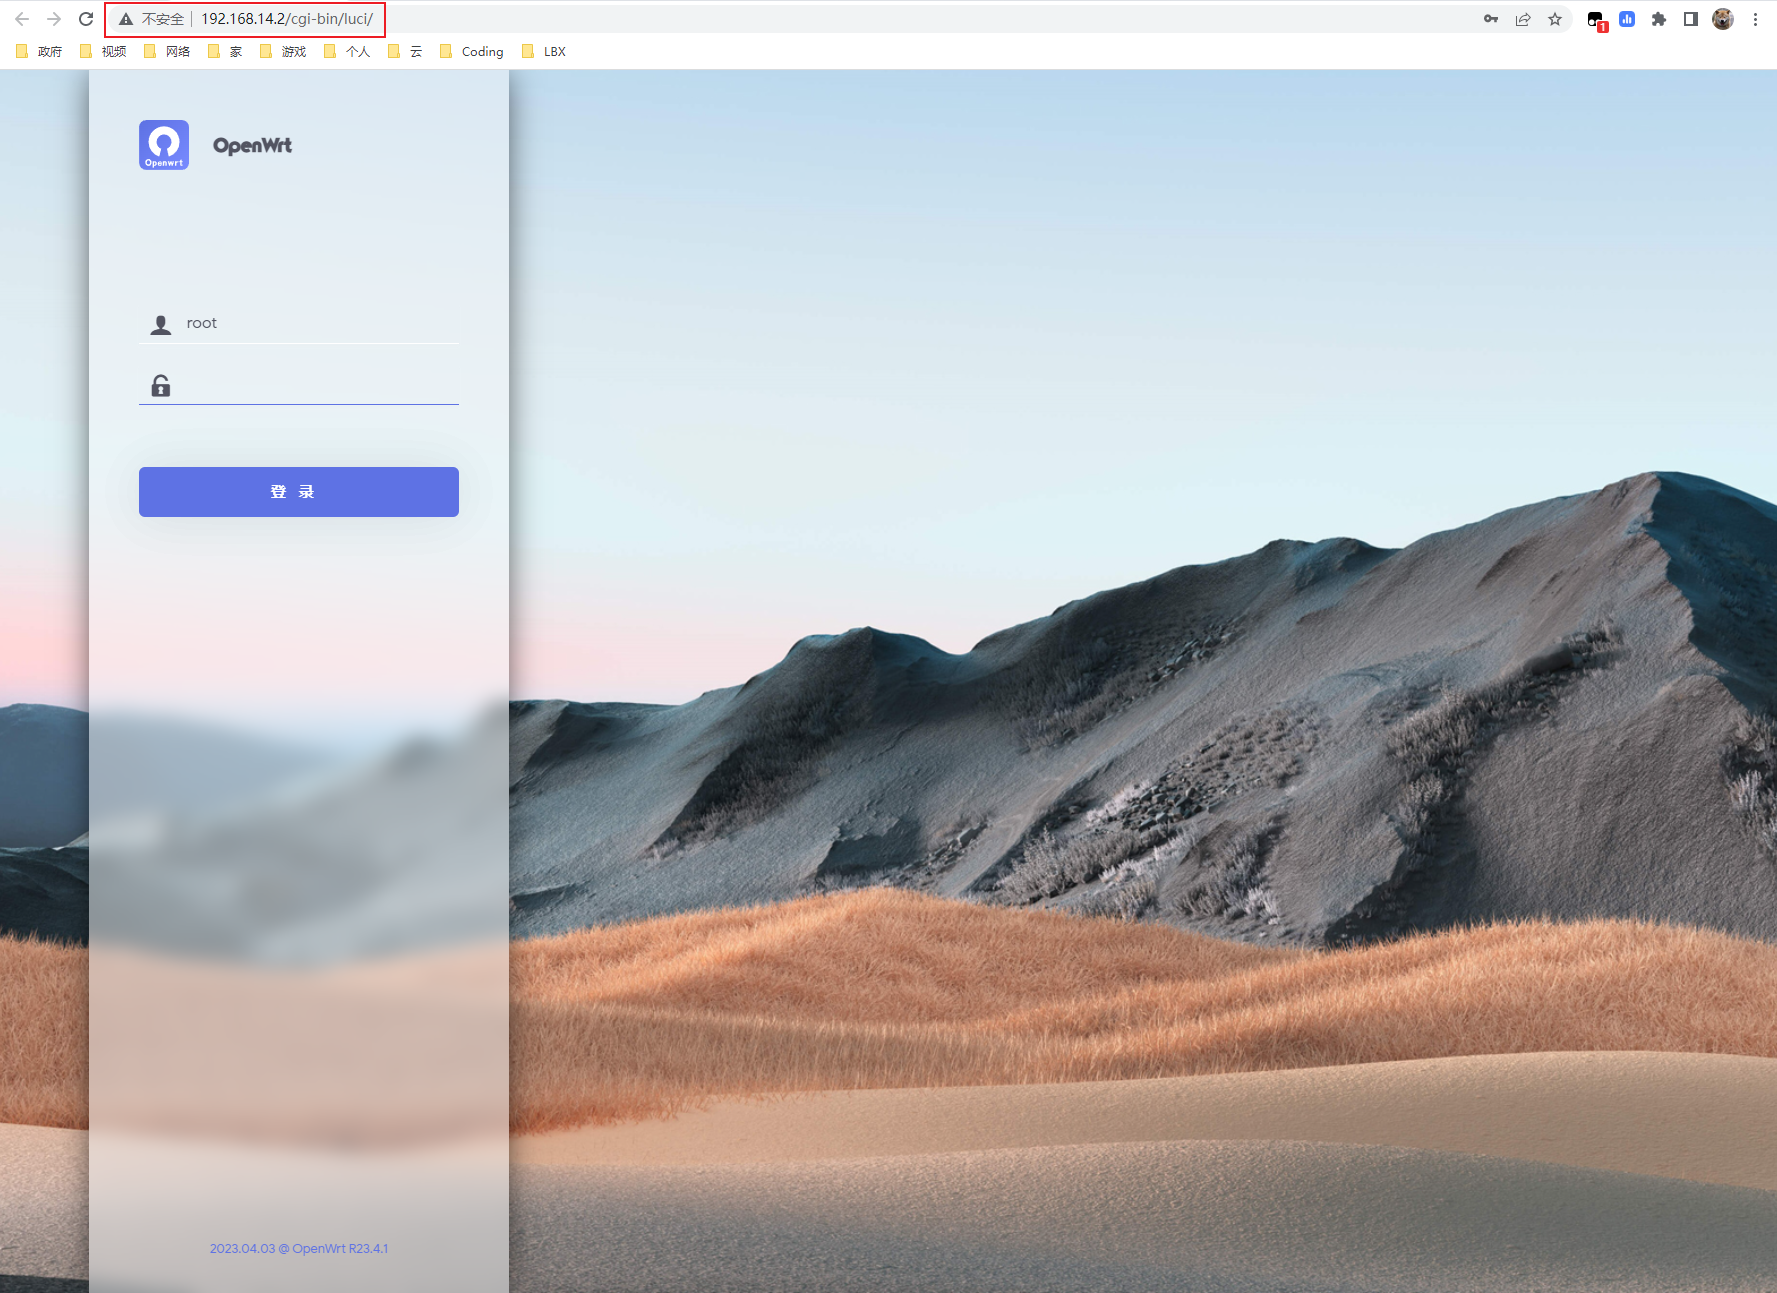 不安全 192.168.14.2/cgi-bin/luci/
1
政府 视频 网络 家 游戏 个人 云 Coding LBX
Openwrt
OpenWrt
root
登 录
2023.04.03 @ OpenWrt R23.4.1